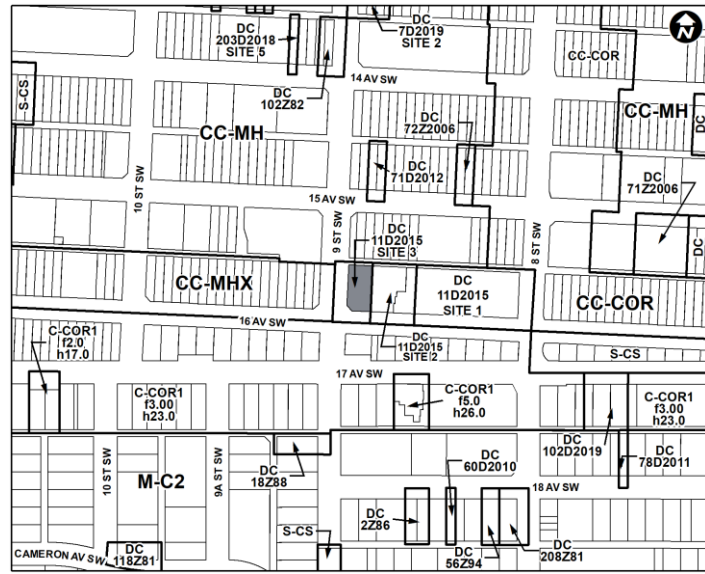 DC
203D2018
SITE 5
DC
7D2019
SITE 2
N
CC-COR
14 AV SW
DC
102Z82
S-CS
CC-MH
DC
72Z2006
CC-MH
DC
DC
71D2012
DC
71Z2006
15 AV SW
10 ST SW
9 ST SW
DC
11D2015
SITE 3
8 ST SW
DC
CC-MHX
DC
11D2015
SITE 1
CC-COR
16 AV SW
C-COR1
f2.0
h17.0
DC
11D2015
SITE 2
S-CS
17 AV SW
C-COR1
f3.00
h23.0
C-COR1
f5.0
h26.0
C-COR1
f3.0
h23.0
DC
102D2019
DC
78D2011
10 ST SW
M-C2
9A ST SW
DC
18Z88
DC
60D2010
18 AV SW
DC
2Z86
S-CS
CAMERON AV SW
DC
118Z81
DC
56Z94
DC
208Z81